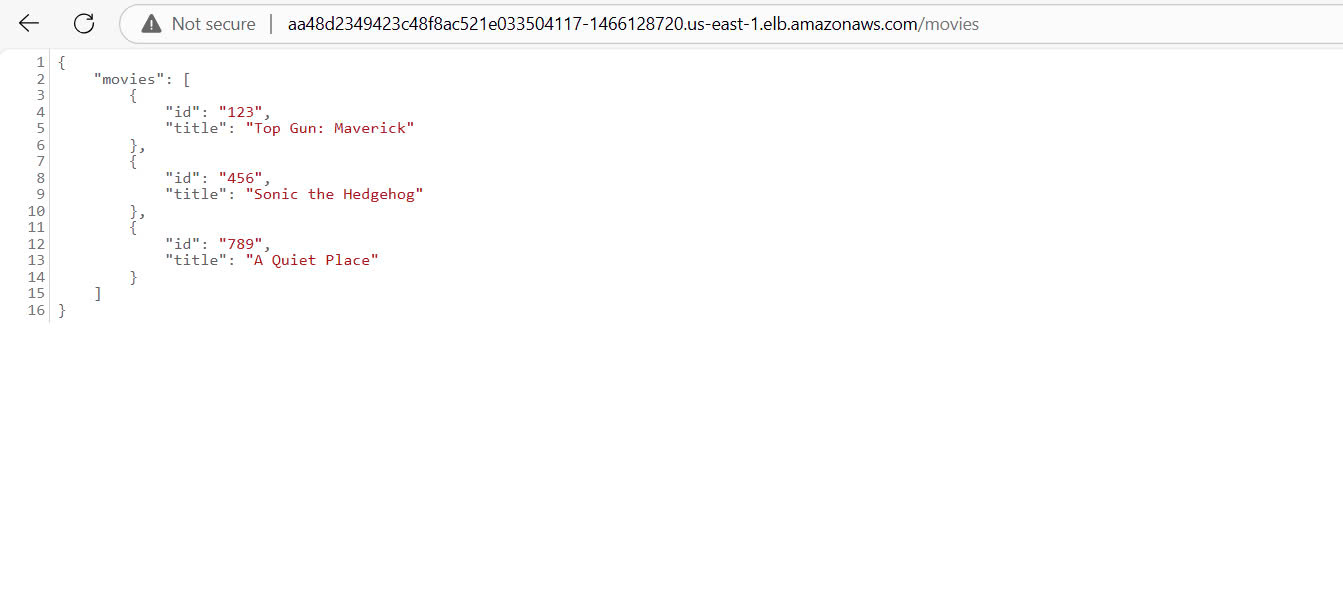 Not secure | aa48d2349423c48f8ac521e033504117-1466128720.us-east-1.elb.amazonaws.com/movies
1 {
2     "movies": [
3         {
4             "id": "123",
5             "title": "Top Gun: Maverick"
6         },
7         {
8             "id": "456",
9             "title": "Sonic the Hedgehog"
10         },
11         {
12             "id": "789",
13             "title": "A Quiet Place"
14         }
15     ]
16 }